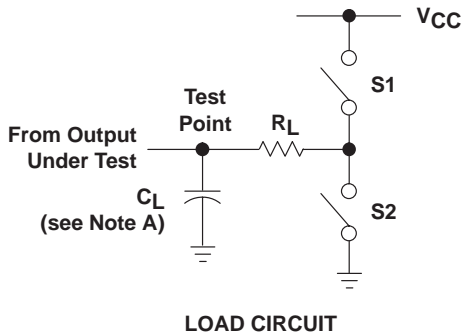 VCC
S1
Test
Point
RL
From Output
Under Test
CL
(see Note A)
S2
LOAD CIRCUIT